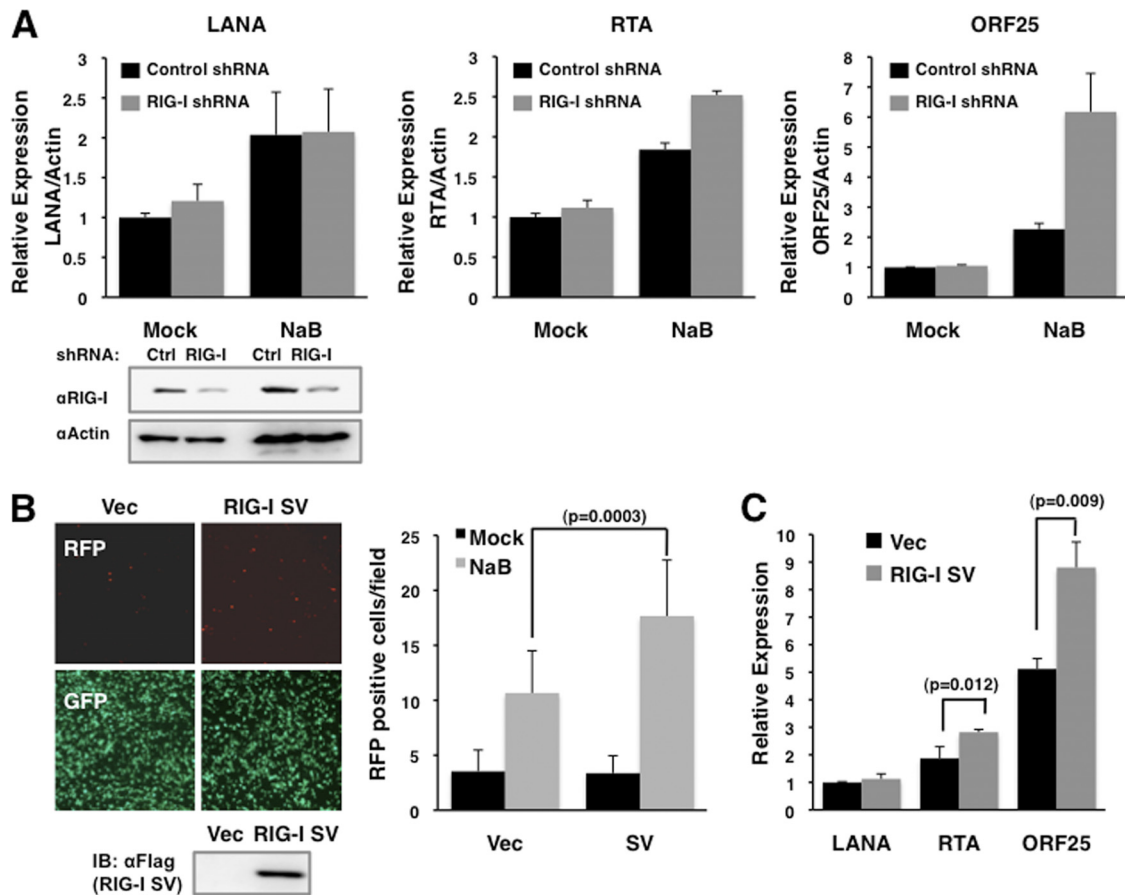 A
LANA
Relative Expression
LANA/Actin
3
2.5
2
1.5
1
0.5
0
Control shRNA
RIG-I shRNA
Mock
NaB
RTA
Relative Expression
RTA/Actin
3
2.5
2
1.5
1
0.5
0
Control shRNA
RIG-I shRNA
Mock
NaB
ORF25
Relative Expression
ORF25/Actin
8
7
6
5
4
3
2
1
0
Control shRNA
RIG-I shRNA
Mock
NaB
shRNA: Ctrl RIG-I Ctrl RIG-I
αRIG-I
αActin
B
Vec
RIG-I SV
RFP
GFP
Vec RIG-I SV
IB: αFlag
(RIG-I SV)
RFP positive cells/field
25
20
15
10
5
0
Mock
NaB
(p=0.0003)
Vec
SV
C
Relative Expression
10
9
8
7
6
5
4
3
2
1
0
Vec
RIG-I SV
(p=0.009)
(p=0.012)
LANA
RTA
ORF25